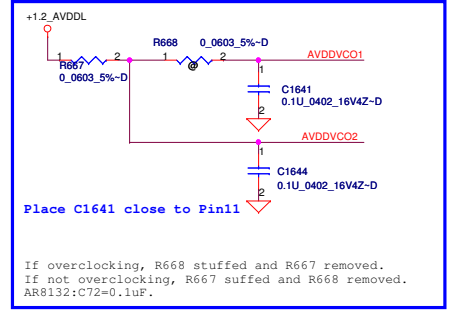 +1.2_AVDDL
R668 0_0603_5%~D
1 2 1 2 AVDDVCO1
R667
0_0603_5%~D
@
1
C1641
0.1U_0402_16V4Z~D
2
AVDDVCO2
1
C1644
0.1U_0402_16V4Z~D
2
Place C1641 close to Pin11
If overclocking, R668 stuffed and R667 removed.
If not overclocking, R667 suffed and R668 removed.
AR8132:C72=0.1uF.